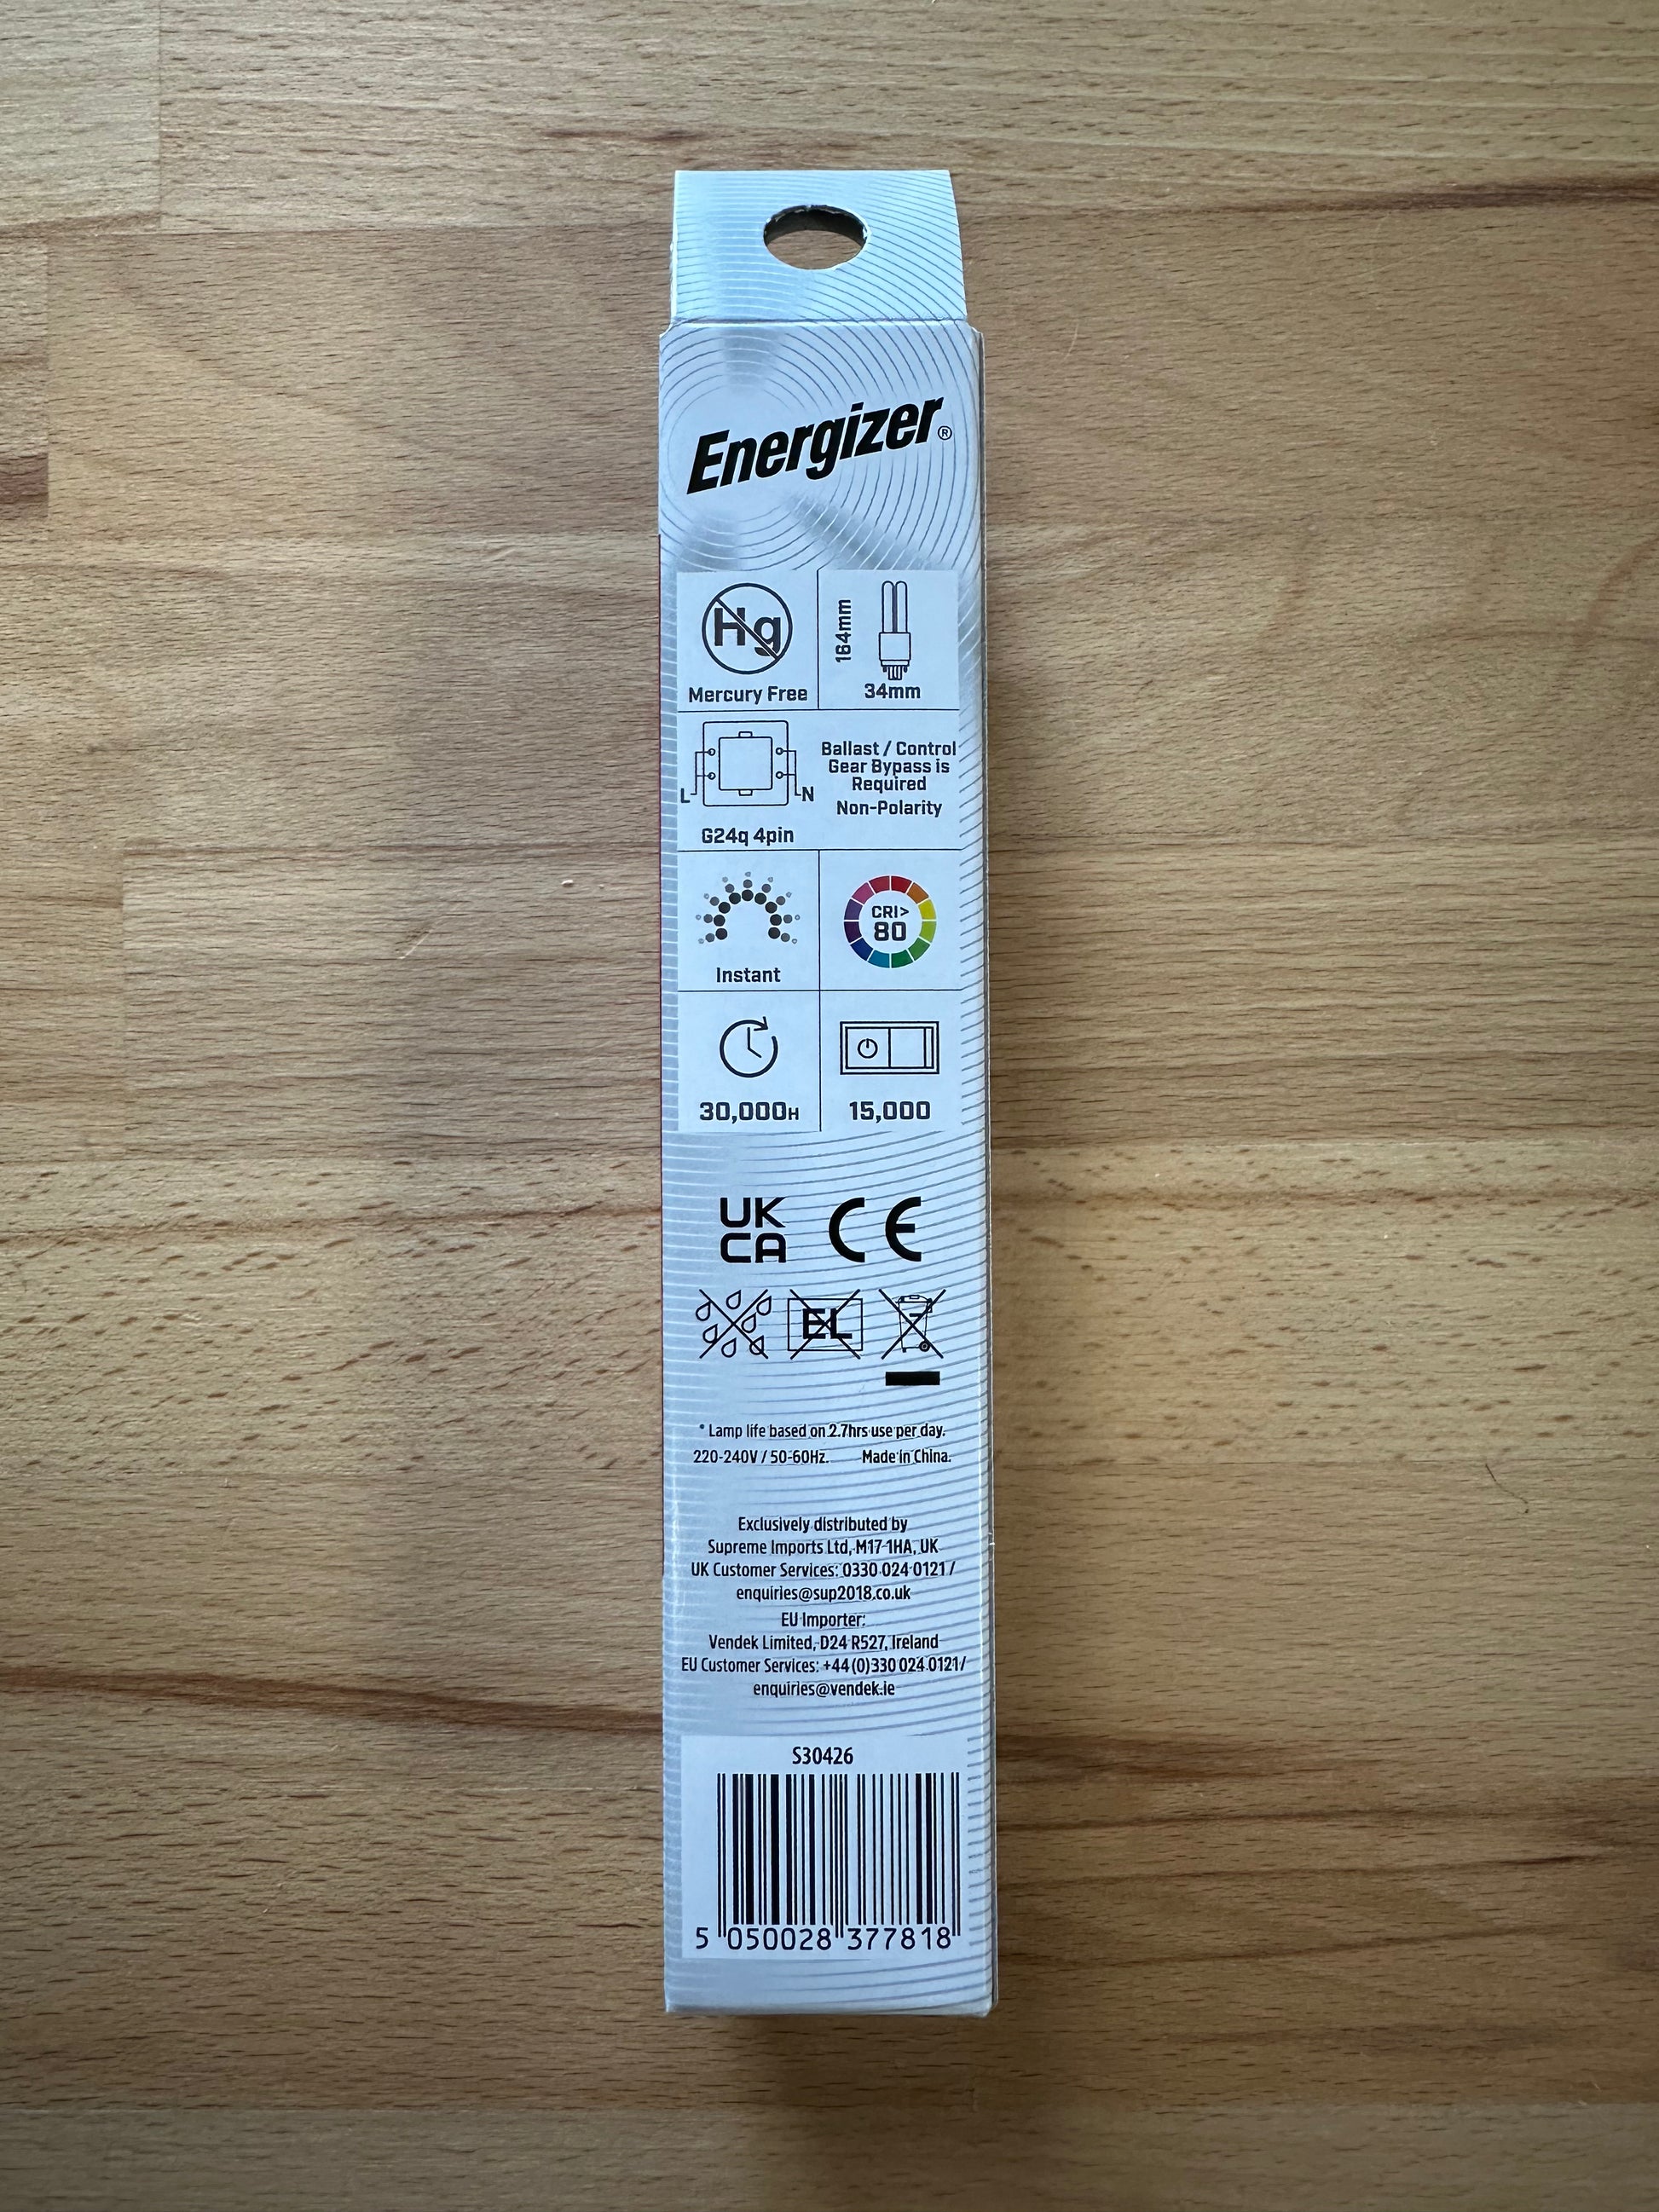 Energizer®
Hg
Mercury Free
164mm
34mm
L
N
G24q 4pin
Ballast / Control
Gear Bypass is
Required
Non-Polarity
Instant
CRI>
80
30,000H
15,000
UK
CA
CE
EL
* Lamp life based on 2.7hrs use per day.
220-240V / 50-60Hz. Made in China.
Exclusively distributed by
Supreme Imports Ltd, M17 1HA, UK
UK Customer Services: 0330 024 0121 /
enquiries@sup2018.co.uk
EU Importer:
Vendek Limited, D24 R527, Ireland
EU Customer Services: +44 (0)330 024 0121/
enquiries@vendek.ie
S30426
5 050028 377818